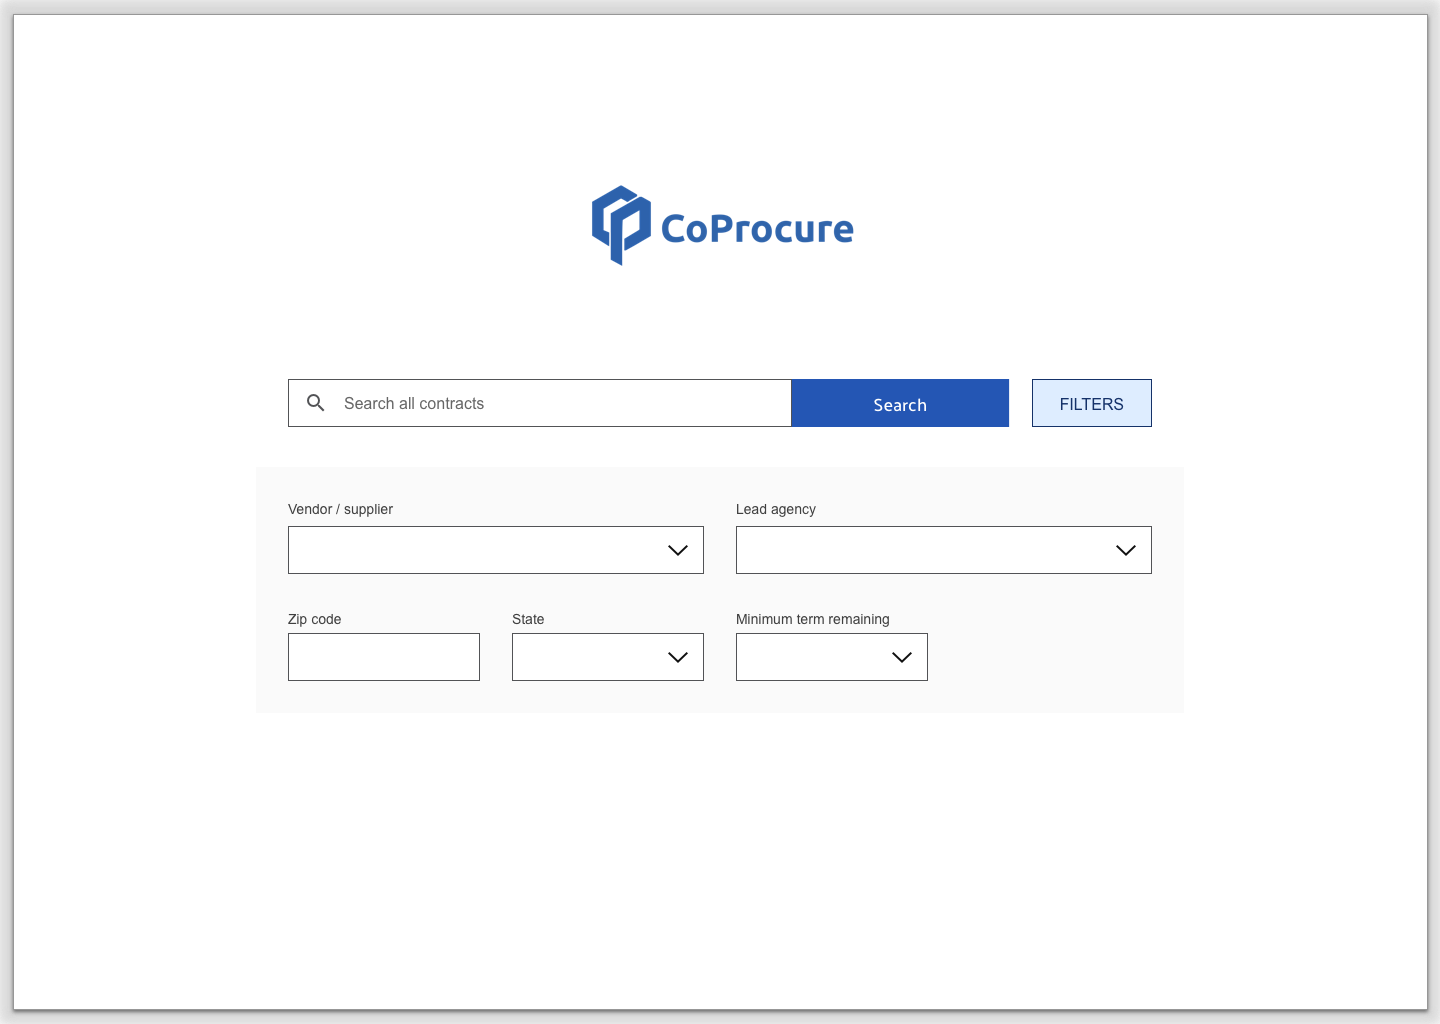 CoProcure
Search all contracts
Search
FILTERS
Vendor / supplier
Lead agency
Zip code
State
Minimum term remaining